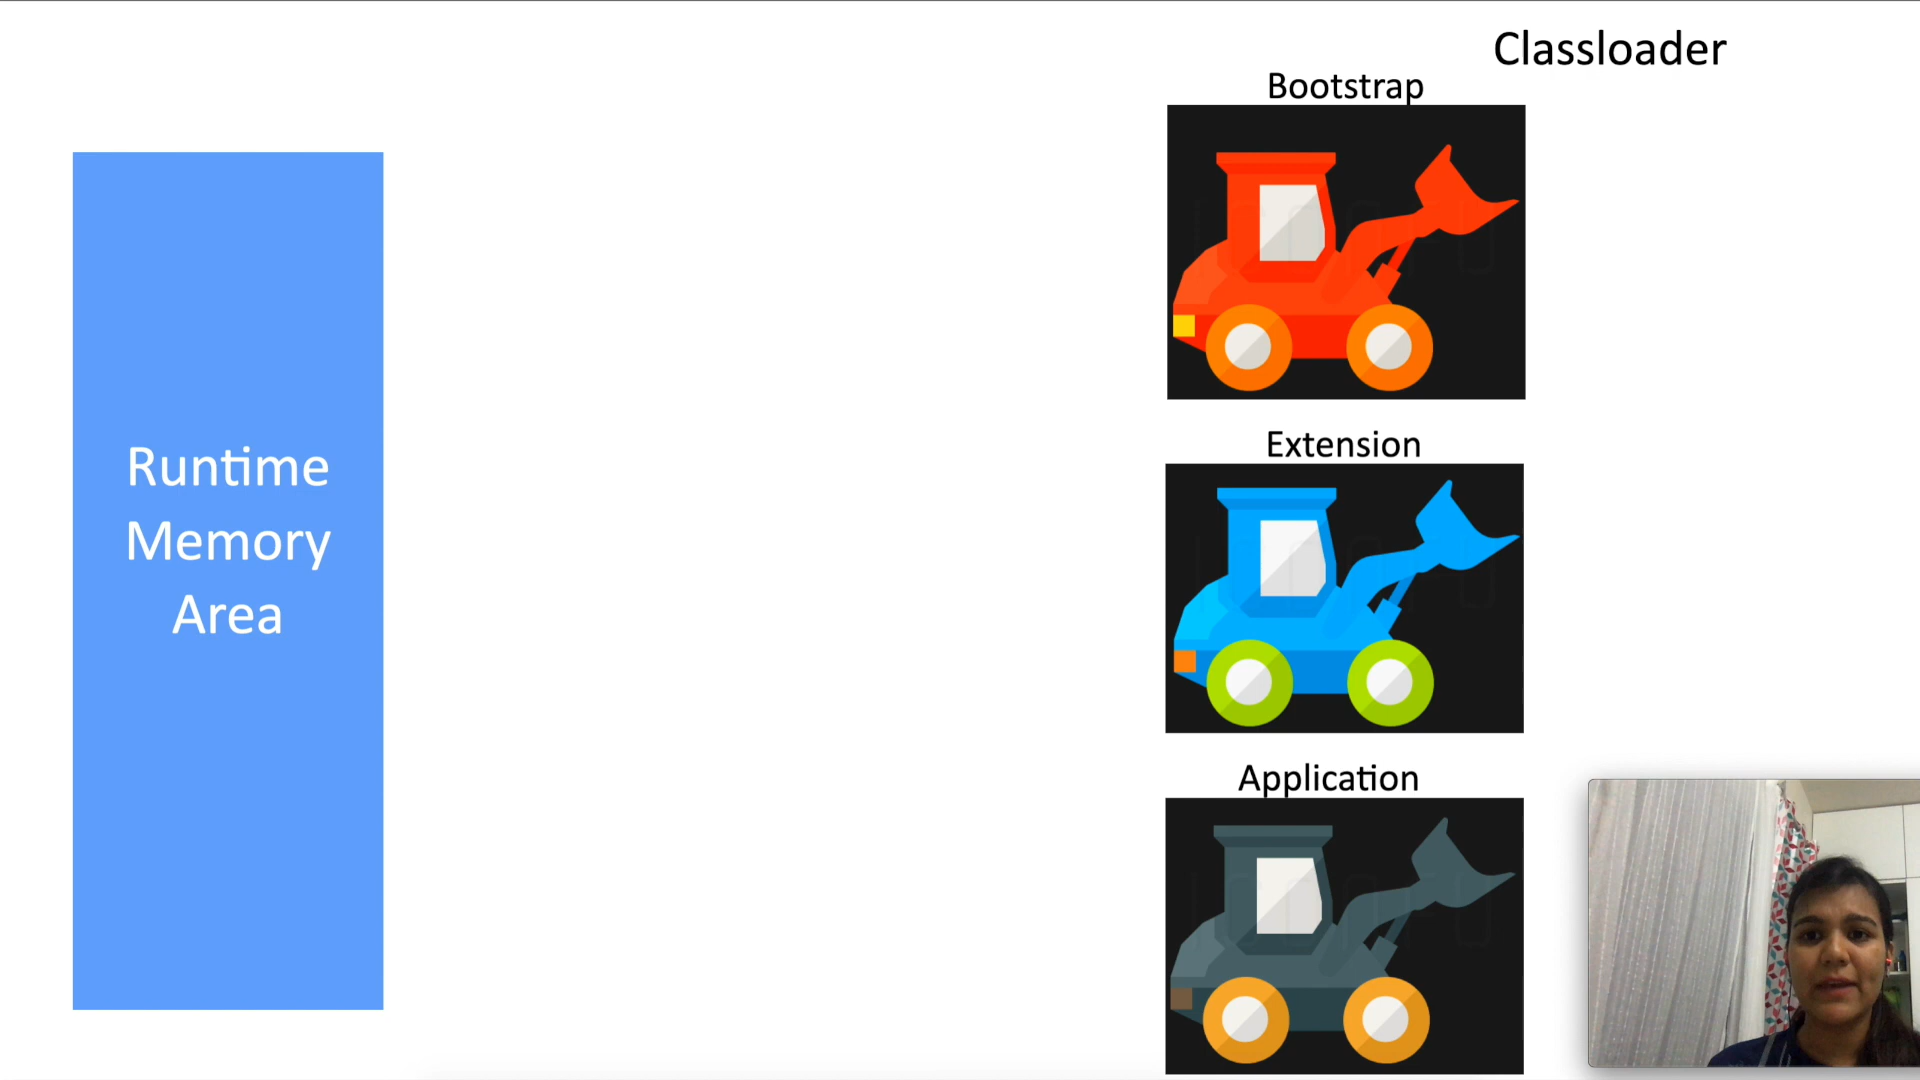 Classloader
Bootstrap
Extension
Application
Runtime
Memory
Area